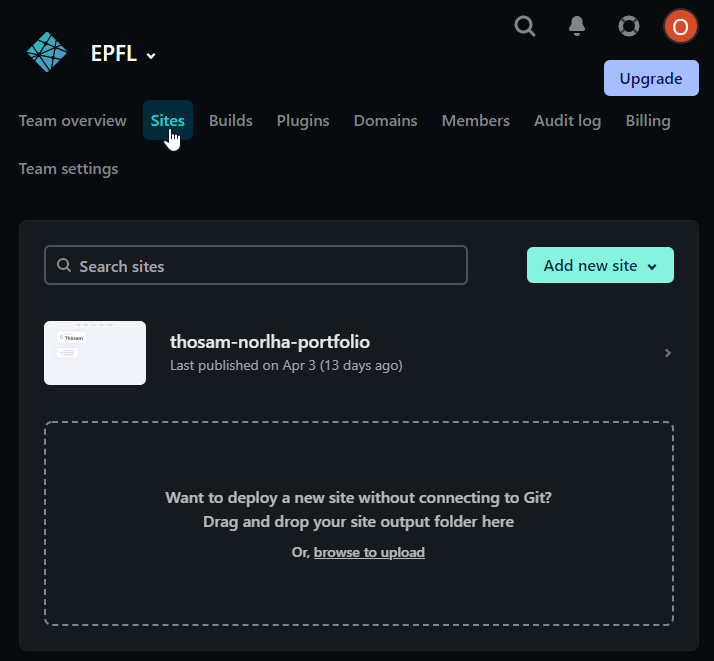 EPFL
O
Upgrade
Team overview Sites Builds Plugins Domains Members Audit log Billing
Team settings
Search sites
Add new site
Thosam
thosam-norlha-portfolio
Last published on Apr 3 (13 days ago)
Want to deploy a new site without connecting to Git?
Drag and drop your site output folder here
Or, browse to upload